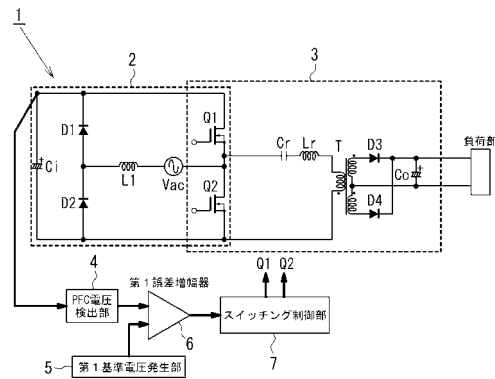 1
2
3
D1
Q1
負荷部
Ci
L1
Vac
Cr
Lr
T
D3
D2
Q2
Co
D4
4
第1誤差増幅器
Q1
Q2
PFC電圧
検出部
スイッチング制御部
6
7
5
第1基準電圧発生部